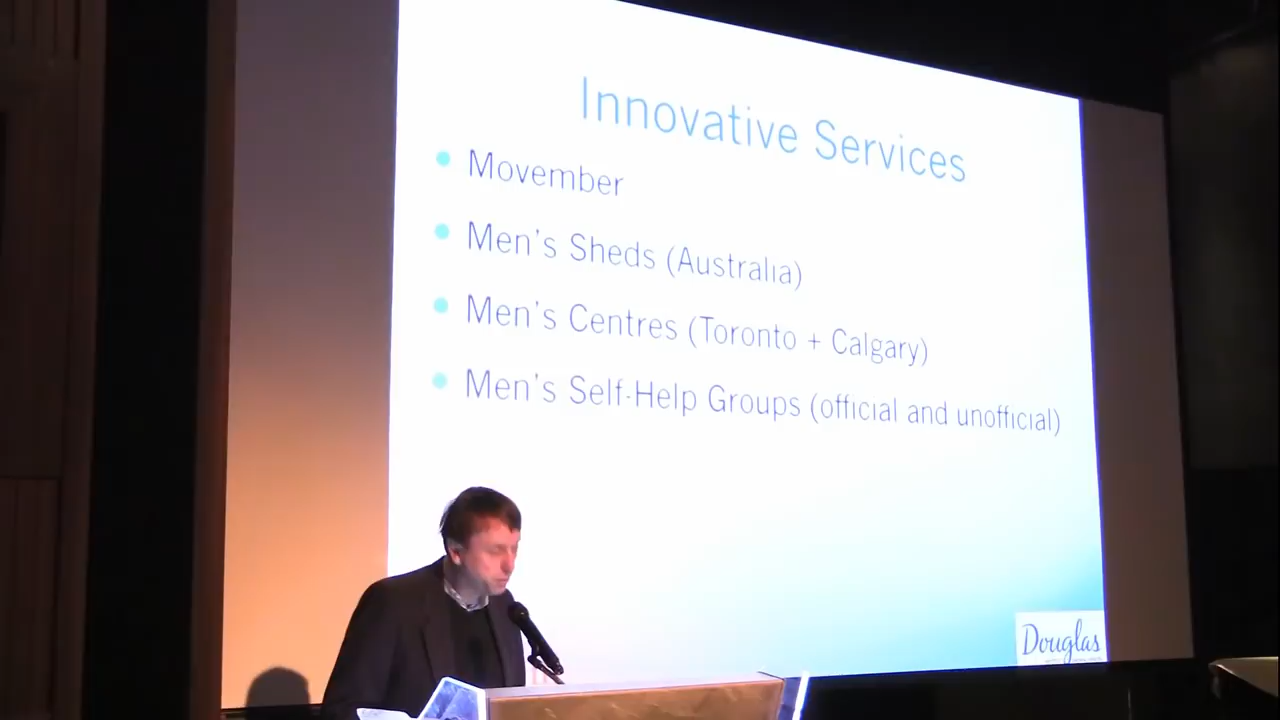 Innovative Services
Movember
Men's Sheds (Australia)
Men's Centres (Toronto + Calgary)
Men's Self-Help Groups (official and unofficial)
Douglas